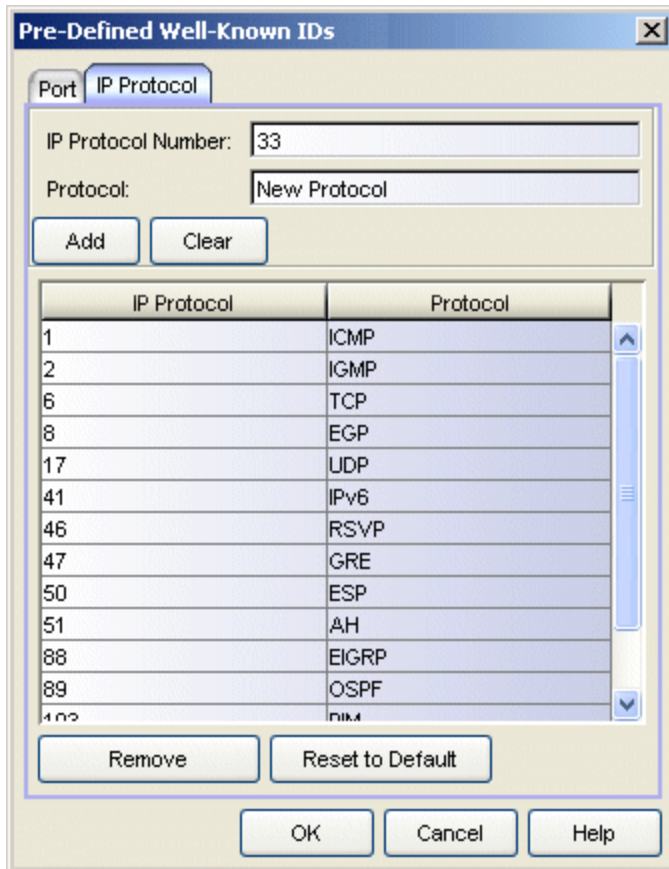 Pre-Defined Well-Known IDs
Port IP Protocol
IP Protocol Number: 33
Protocol: New Protocol
Add Clear
IP Protocol Protocol
1 ICMP
2 IGMP
6 TCP
8 EGP
17 UDP
41 IPv6
46 RSVP
47 GRE
50 ESP
51 AH
88 EIGRP
89 OSPF
103 PIM
Remove Reset to Default
OK Cancel Help